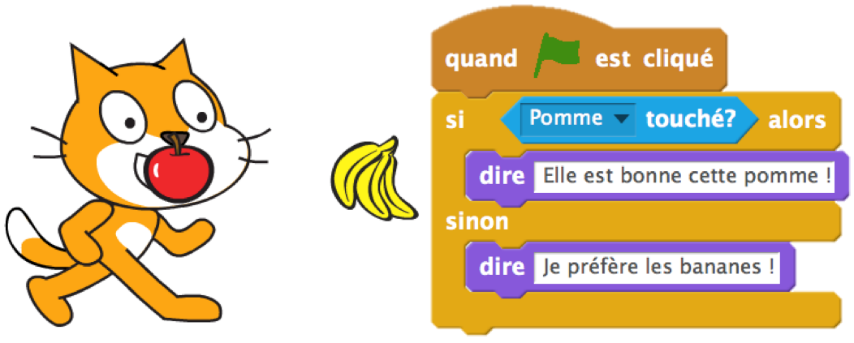 quand est cliqué
si Pomme touché? alors
dire Elle est bonne cette pomme !
sinon
dire Je préfère les bananes !